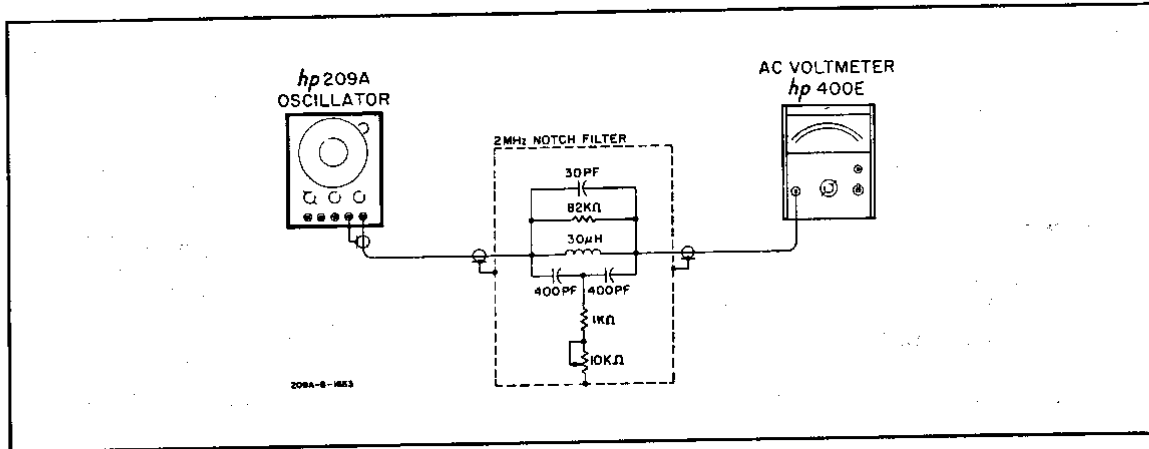 hp 209A
OSCILLATOR
AC VOLTMETER
hp 400E
2MHz NOTCH FILTER
30PF
82KΩ
30μH
400PF 400PF
1KΩ
10KΩ
209A-B-1653